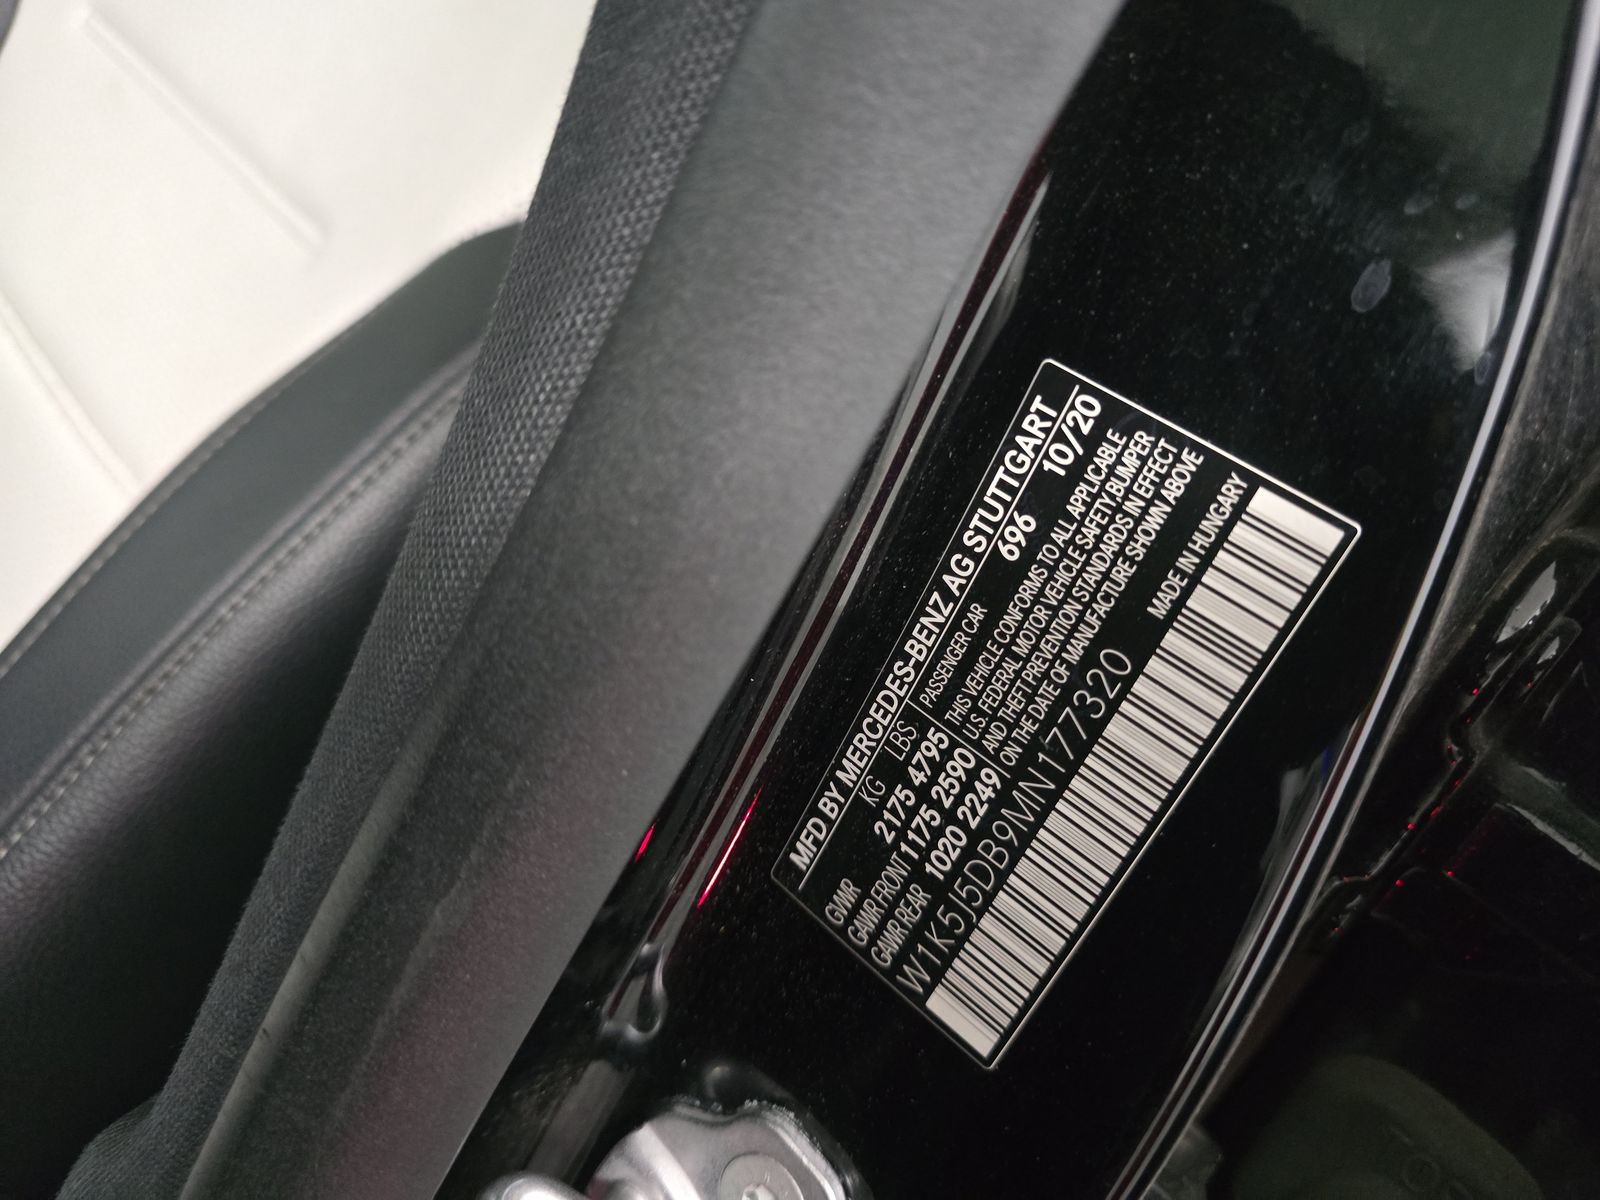 MFD BY MERCEDES-BENZ AG STUTTGART
KG LBS PASSENGER CAR 696 10/20
GVWR 2175 4795
GAWR FRONT 1175 2590
GAWR REAR 1020 2249
THIS VEHICLE CONFORMS TO ALL APPLICABLE
U.S. FEDERAL MOTOR VEHICLE SAFETY,BUMPER
AND THEFT PREVENTION STANDARDS IN EFFECT
ON THE DATE OF MANUFACTURE SHOWN ABOVE
W1K5J5DB9MN177320 MADE IN HUNGARY